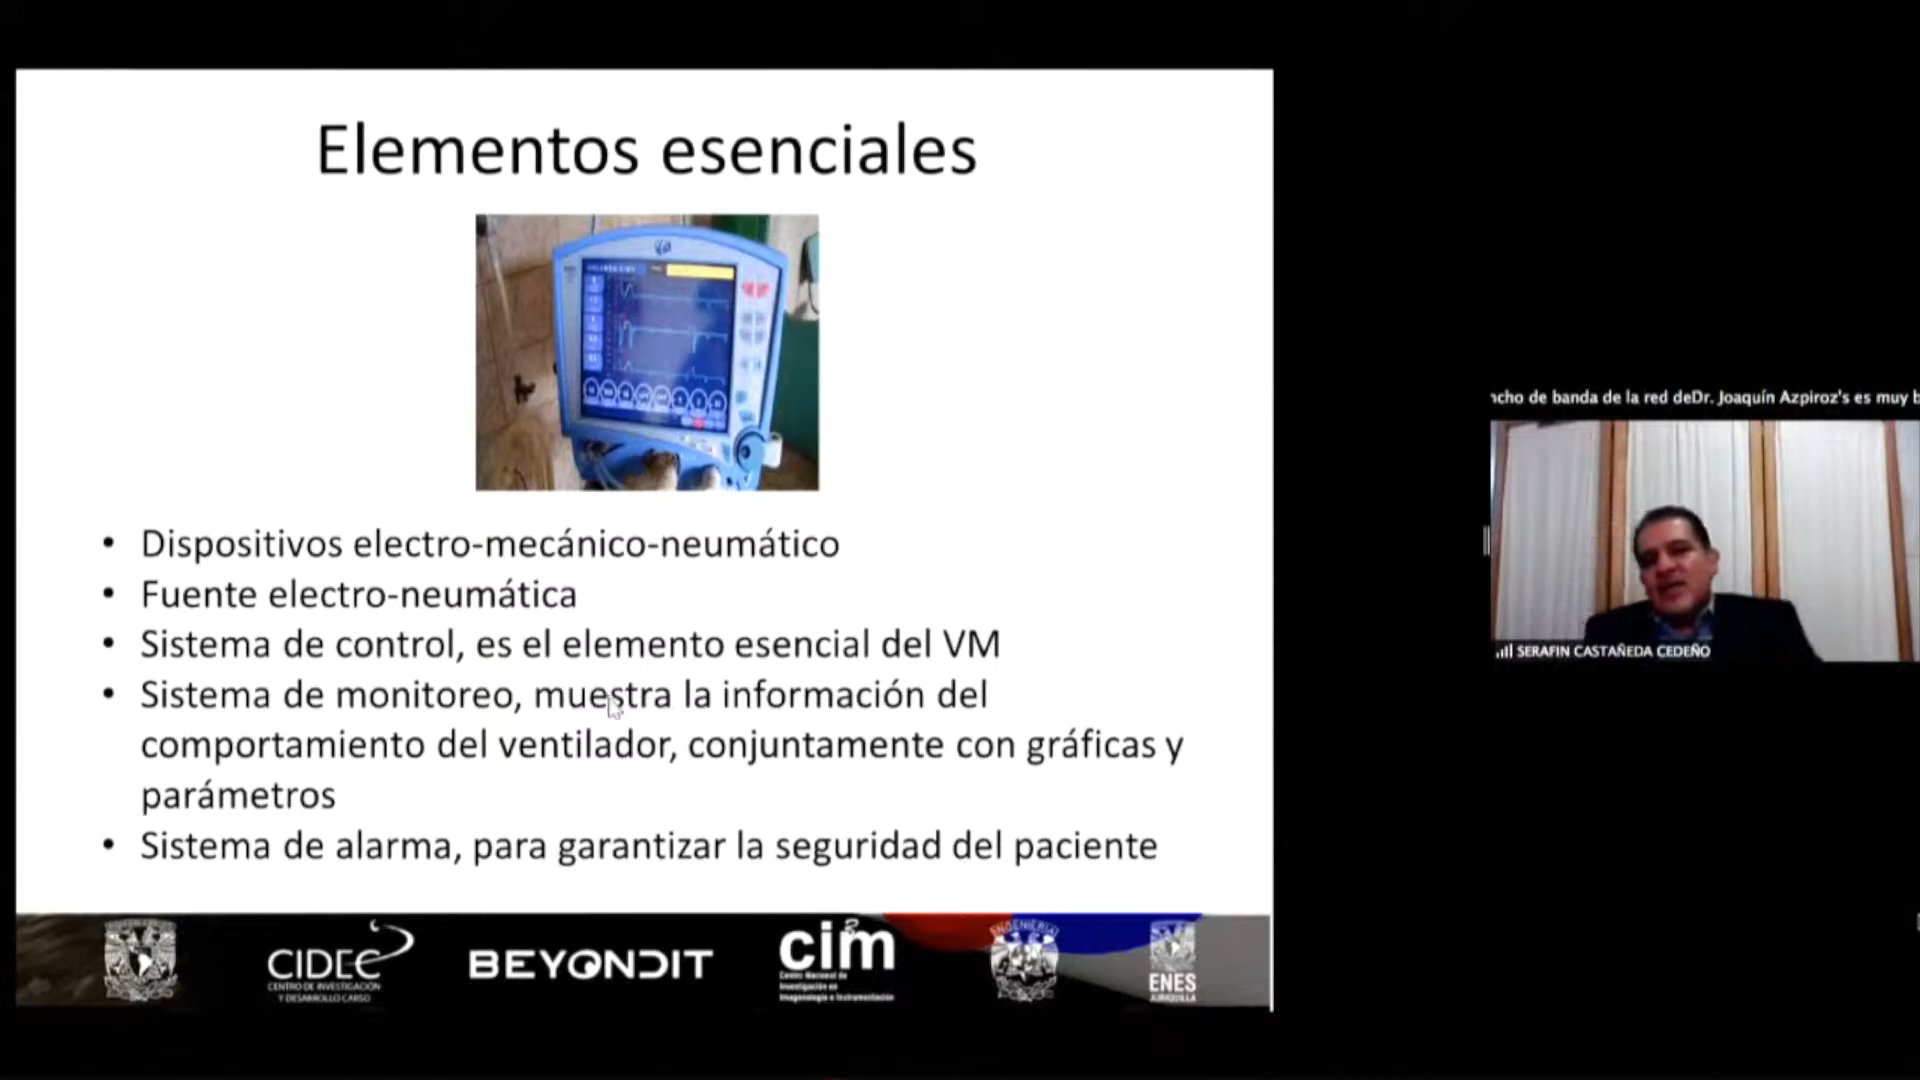 Elementos esenciales
• Dispositivos electro-mecánico-neumático
• Fuente electro-neumática
• Sistema de control, es el elemento esencial del VM
• Sistema de monitoreo, muestra la información del
comportamiento del ventilador, conjuntamente con gráficas y
parámetros
• Sistema de alarma, para garantizar la seguridad del paciente
ncho de banda de la red deDr. Joaquín Azpiroz's es muy b
SERAFIN CASTAÑEDA CEDEÑO
CIDEC
CENTRO DE INVESTIGACIÓN
Y DESARROLLO CARSO
BEYONDIT
ci3m
Centro Nacional de
Investigación en
Imagenología e Instrumentación
INGENIERIA
ENES
JURIQUILLA